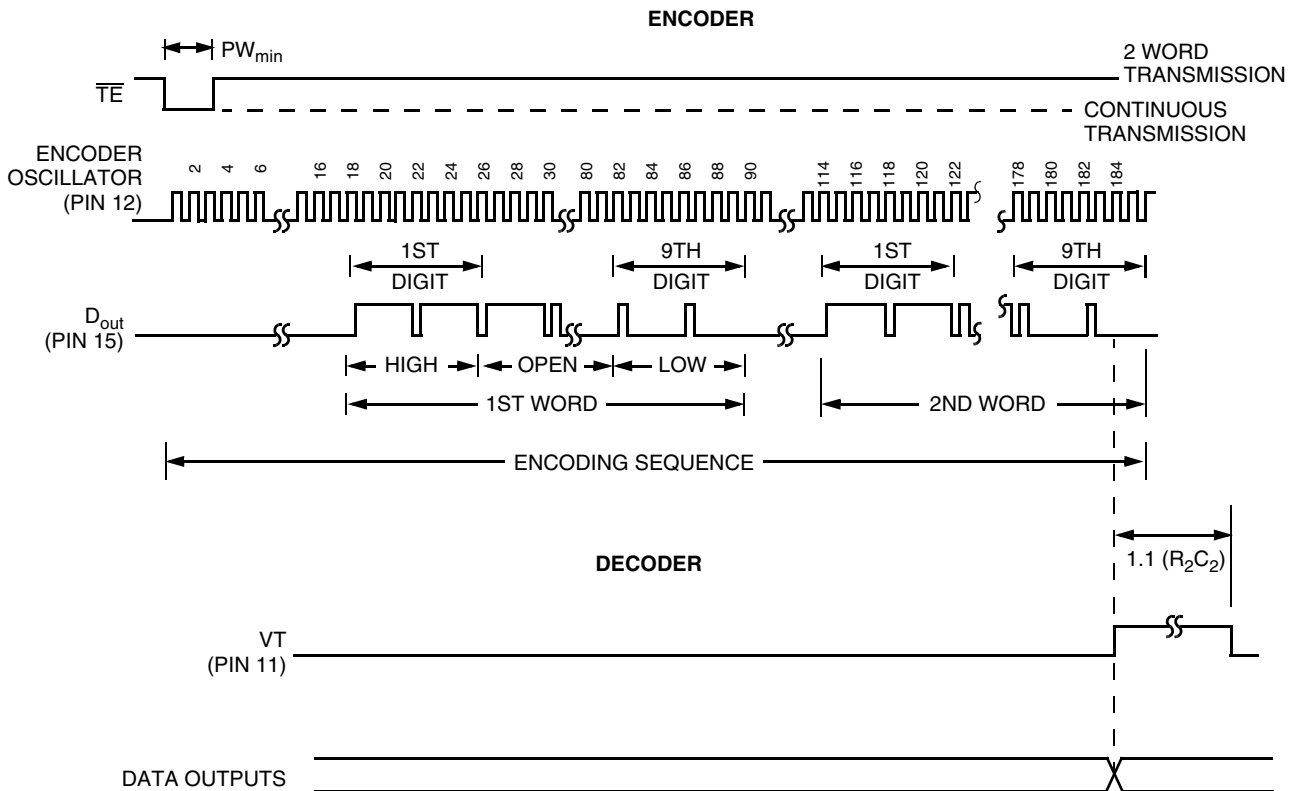 ENCODER
PWmin
TE
2 WORD
TRANSMISSION
CONTINUOUS
TRANSMISSION
ENCODER
OSCILLATOR
(PIN 12)
2 4 6 16 18 20 22 24 26 28 30 80 82 84 86 88 90 114 116 118 120 122 178 180 182 184
1ST
DIGIT
9TH
DIGIT
1ST
DIGIT
9TH
DIGIT
Dout
(PIN 15)
HIGH OPEN LOW
1ST WORD 2ND WORD
ENCODING SEQUENCE
DECODER
1.1 (R2C2)
VT
(PIN 11)
DATA OUTPUTS